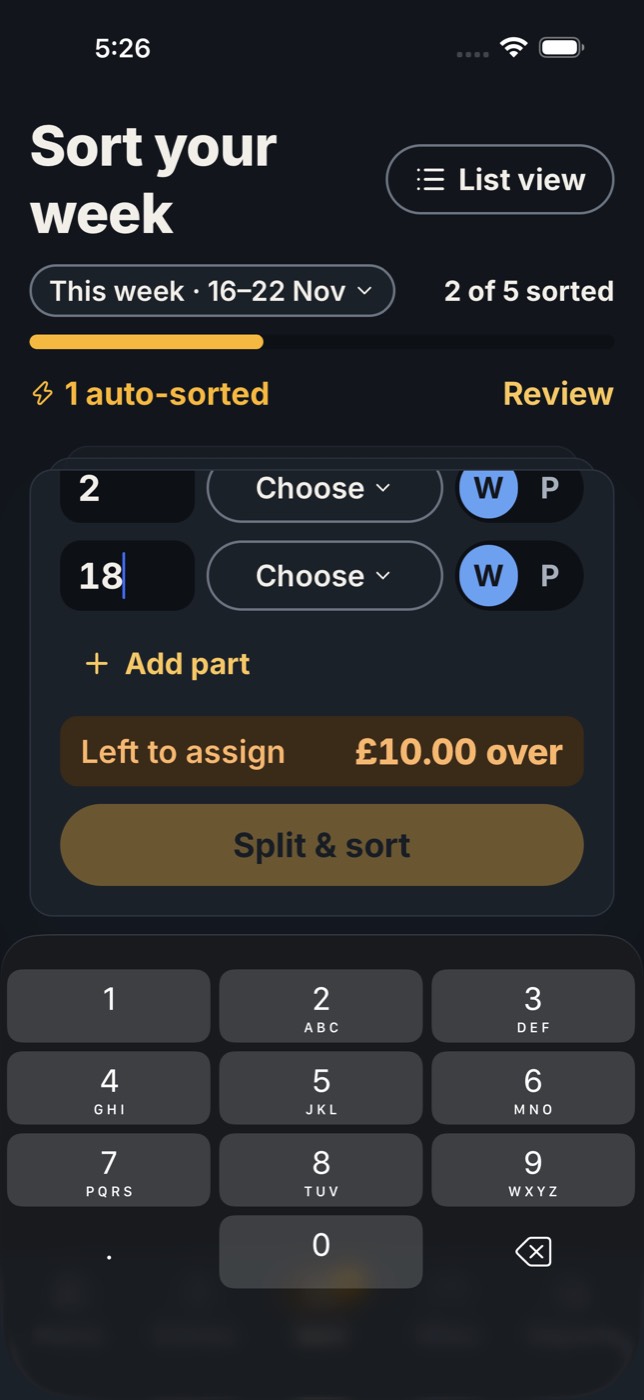 5:26
Sort your
week
List view
This week · 16–22 Nov
2 of 5 sorted
1 auto-sorted
Review
2
Choose
W
P
18
Choose
W
P
+ Add part
Left to assign
£10.00 over
Split & sort
1
2
ABC
3
DEF
4
GHI
5
JKL
6
MNO
7
PQRS
8
TUV
9
WXYZ
.
0